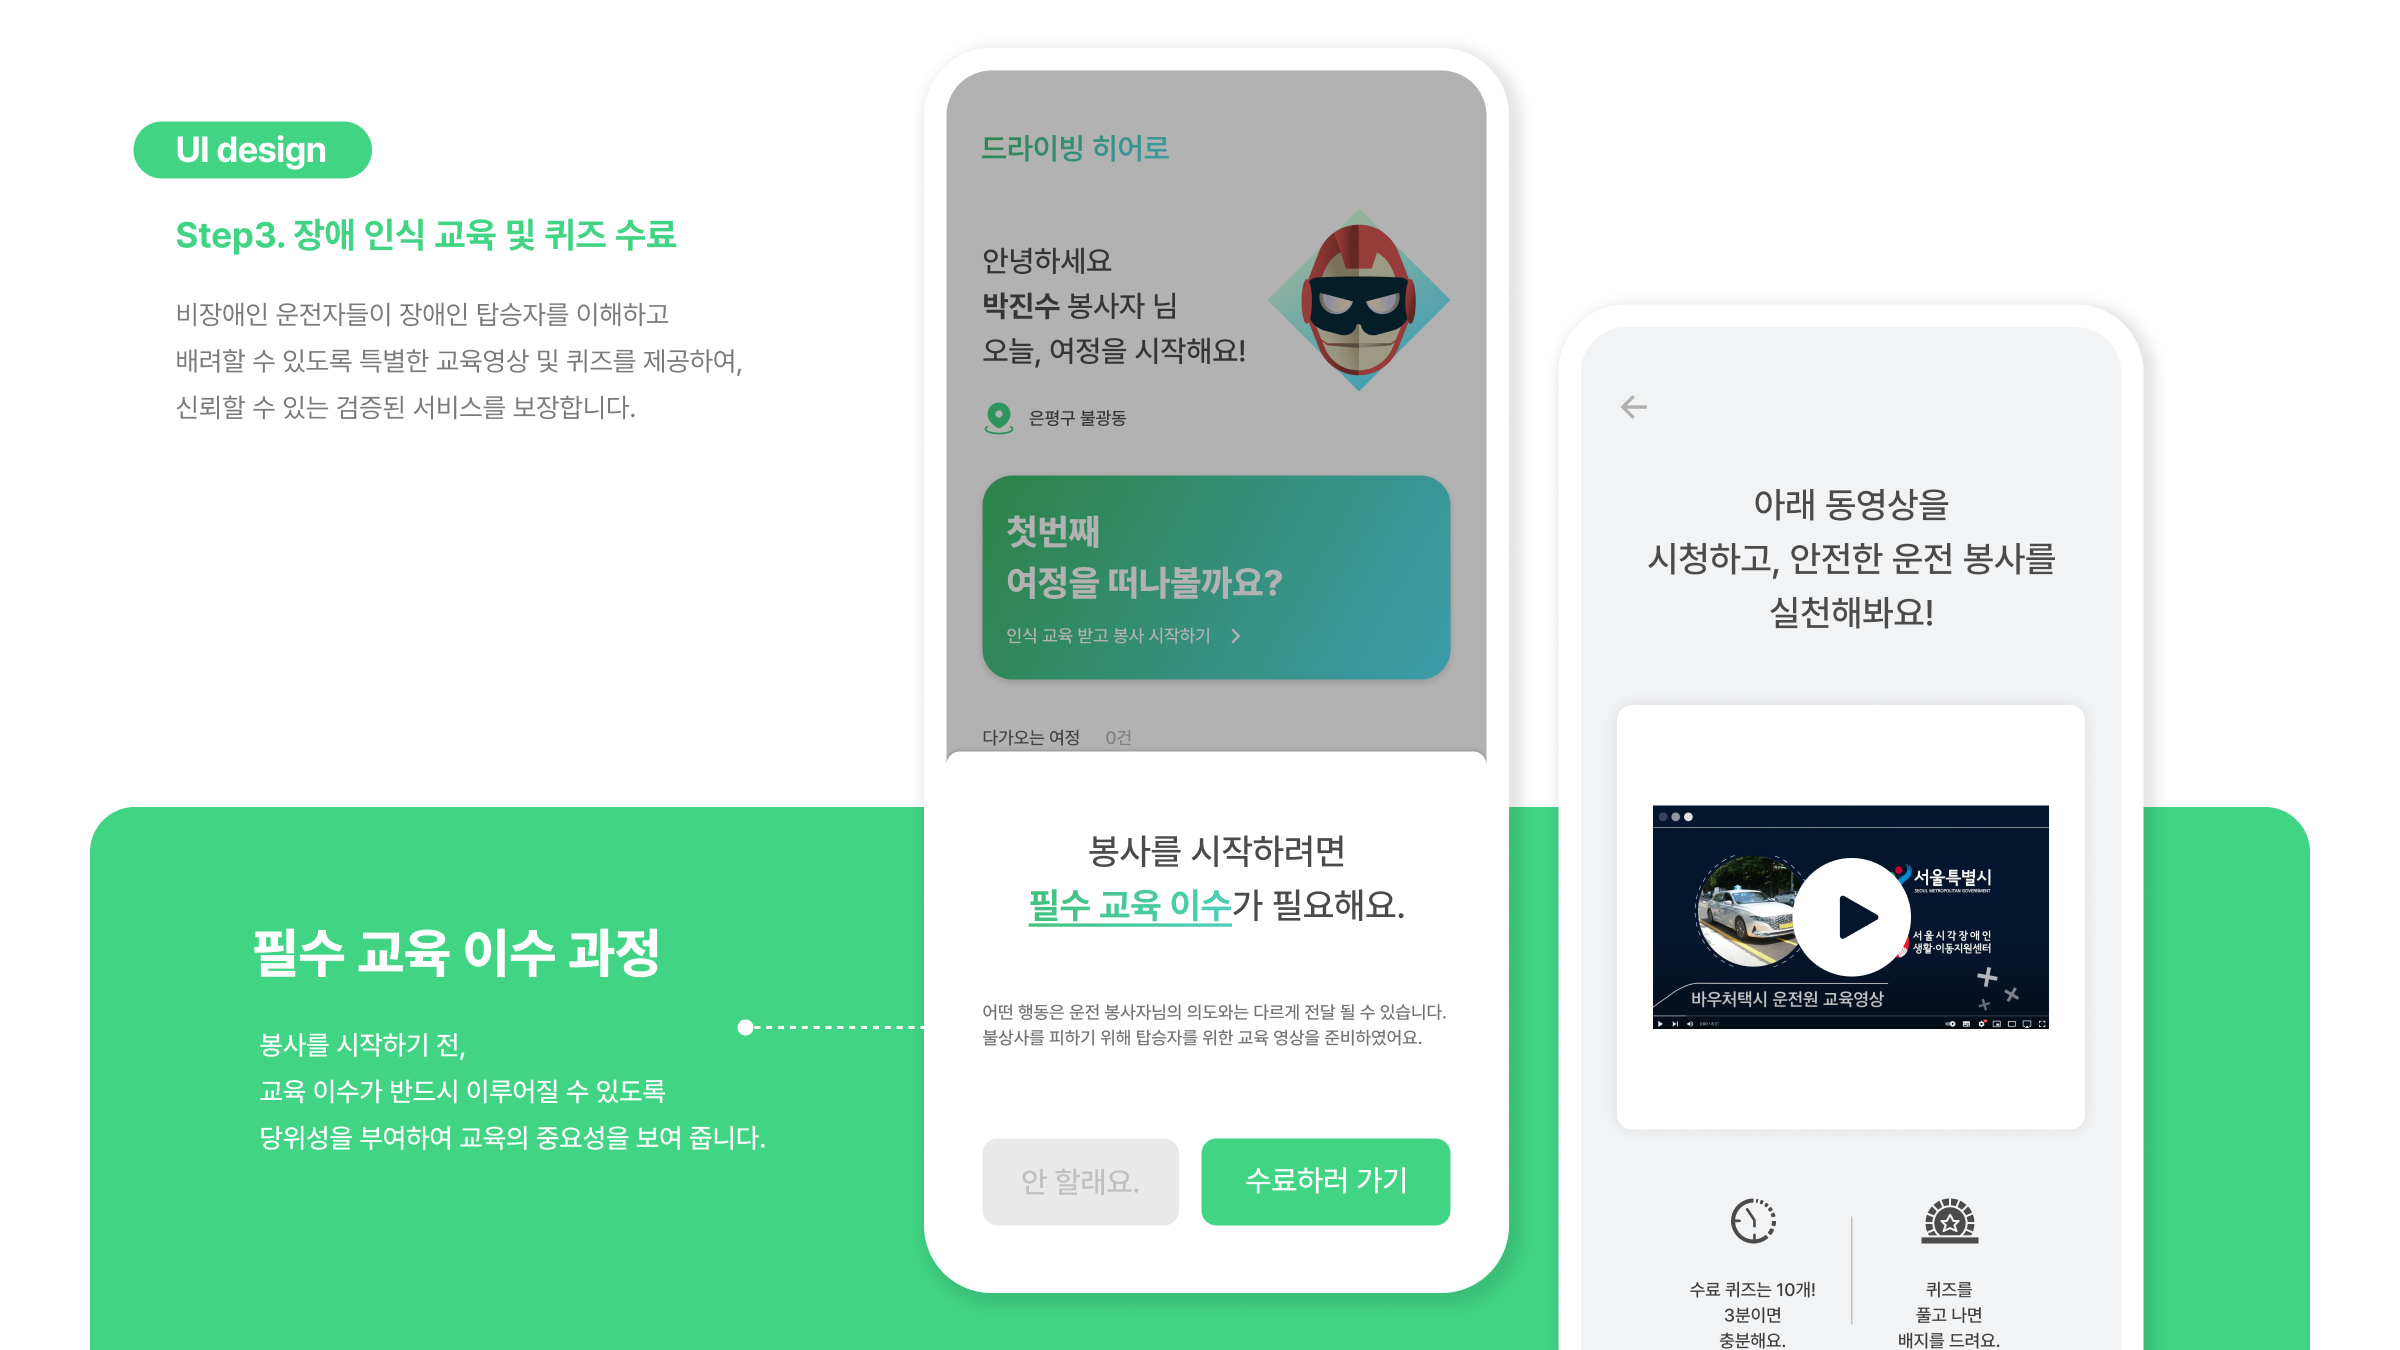 UI design
Step3. 장애 인식 교육 및 퀴즈 수료
비장애인 운전자들이 장애인 탑승자를 이해하고
배려할 수 있도록 특별한 교육영상 및 퀴즈를 제공하여,
신뢰할 수 있는 검증된 서비스를 보장합니다.
필수 교육 이수 과정
봉사를 시작하기 전,
교육 이수가 반드시 이루어질 수 있도록
당위성을 부여하여 교육의 중요성을 보여 줍니다.
드라이빙 히어로
안녕하세요
박진수 봉사자 님
오늘, 여정을 시작해요!
은평구 불광동
첫번째
여정을 떠나볼까요?
인식 교육 받고 봉사 시작하기
다가오는 여정 0건
봉사를 시작하려면
필수 교육 이수가 필요해요.
어떤 행동은 운전 봉사자님의 의도와는 다르게 전달 될 수 있습니다.
불상사를 피하기 위해 탑승자를 위한 교육 영상을 준비하였어요.
안 할래요.
수료하러 가기
아래 동영상을
시청하고, 안전한 운전 봉사를
실천해봐요!
서울특별시
SEOUL METROPOLITAN GOVERNMENT
서울시각장애인
생활·이동지원센터
바우처택시 운전원 교육영상
수료 퀴즈는 10개!
3분이면
충분해요.
퀴즈를
풀고 나면
배지를 드려요.